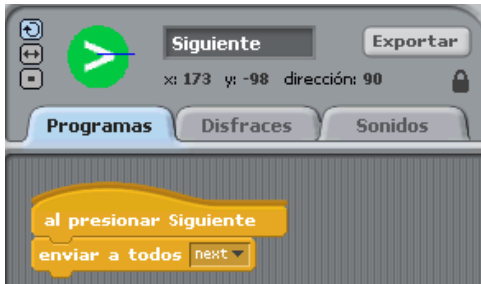 Siguiente
Exportar
x: 173 y: -98 dirección: 90
Programas Disfraces Sonidos
al presionar Siguiente
enviar a todos next